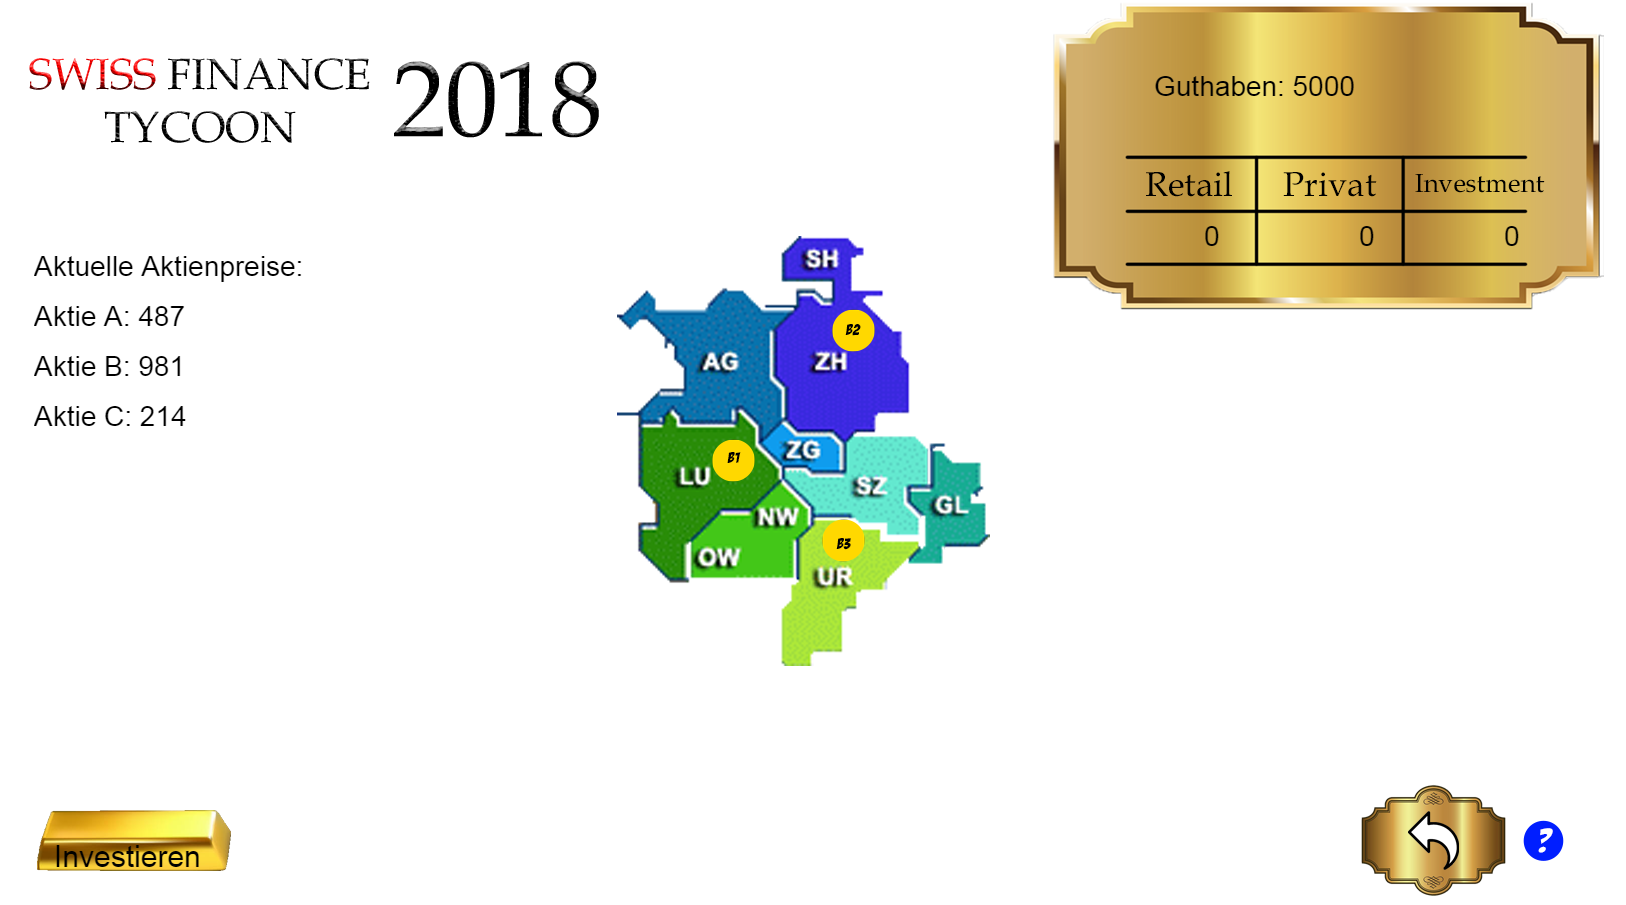 SWISS FINANCE
TYCOON
2018
Guthaben: 5000
Retail Privat Investment
0 0 0
Aktuelle Aktienpreise:
Aktie A: 487
Aktie B: 981
Aktie C: 214
SH
B2
AG
ZH
ZG
B1
LU
SZ
GL
NW
B3
OW
UR
Investieren
?